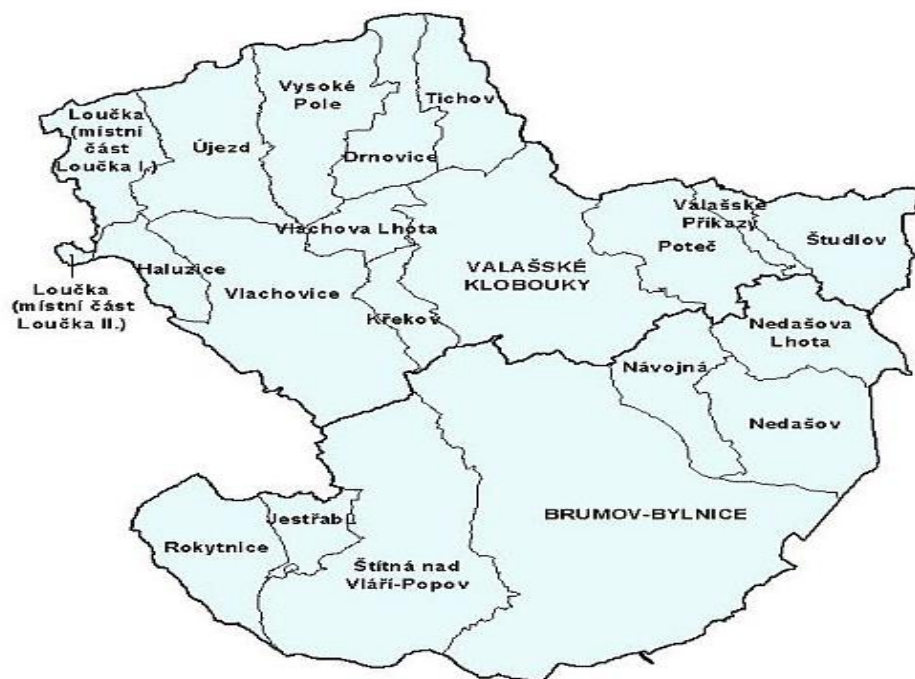 Vysoké
Pole
Tichov
Loučka
(místní
část
Loučka I.)
Újezd
Drnovice
Vlachova Lhota
Valašské
Příkazy
Študlov
Poteč
Haluzice
Loučka
(místní část
Loučka II.)
Vlachovice
VALAŠSKÉ
KLOBOUKY
Křekov
Nedašova
Lhota
Návojná
Nedašov
BRUMOV-BYLNICE
Jestřabí
Rokytnice
Štítná nad
Vláří-Popov